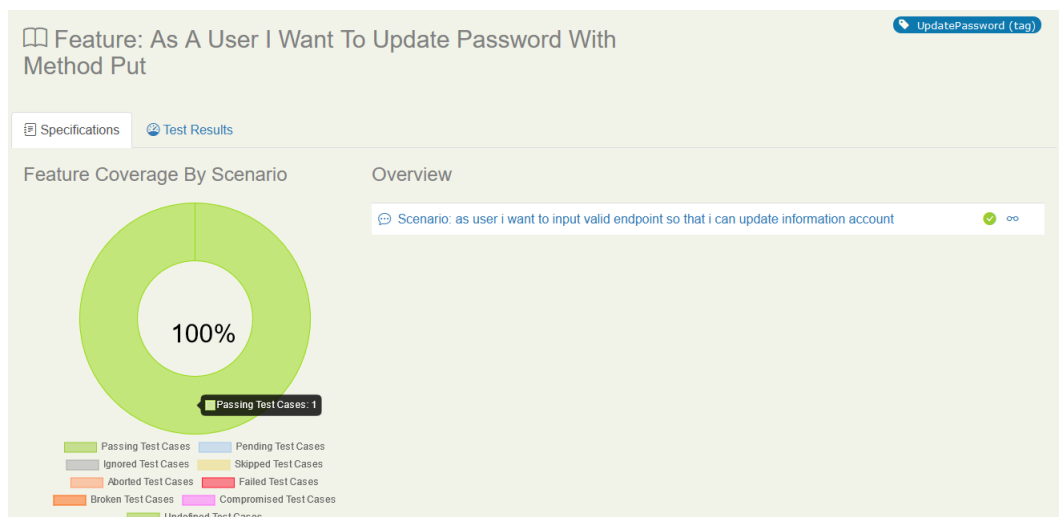 Feature: As A User I Want To Update Password With
Method Put
UpdatePassword (tag)
Specifications
Test Results
Feature Coverage By Scenario
Overview
Scenario: as user i want to input valid endpoint so that i can update information account
100%
Passing Test Cases: 1
Passing Test Cases
Pending Test Cases
Ignored Test Cases
Skipped Test Cases
Aborted Test Cases
Failed Test Cases
Broken Test Cases
Compromised Test Cases
Undefined Test Cases